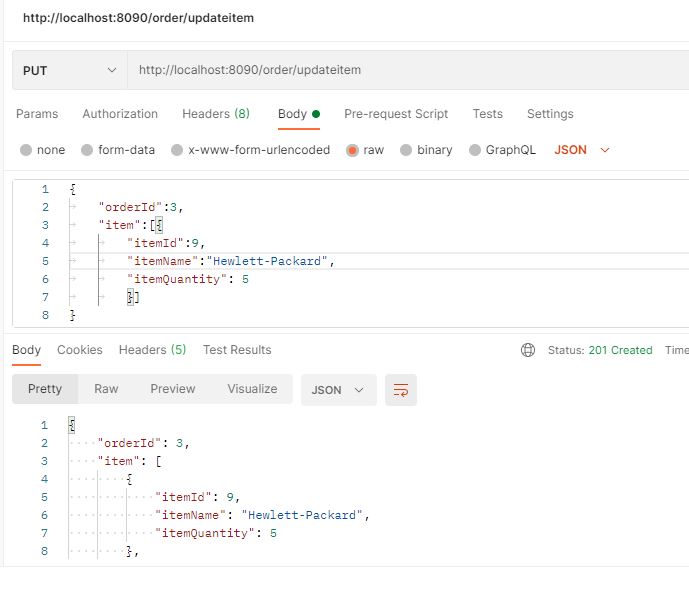 http://localhost:8090/order/updateitem
PUT http://localhost:8090/order/updateitem
Params Authorization Headers (8) Body Pre-request Script Tests Settings
none form-data x-www-form-urlencoded raw binary GraphQL JSON
1 {
2 "orderId":3,
3 "item":[{
4 "itemId":9,
5 "itemName":"Hewlett-Packard",
6 "itemQuantity": 5
7 }]
8 }
Body Cookies Headers (5) Test Results Status: 201 Created Time
Pretty Raw Preview Visualize JSON
1 {
2 "orderId": 3,
3 "item": [
4 {
5 "itemId": 9,
6 "itemName": "Hewlett-Packard",
7 "itemQuantity": 5
8 },